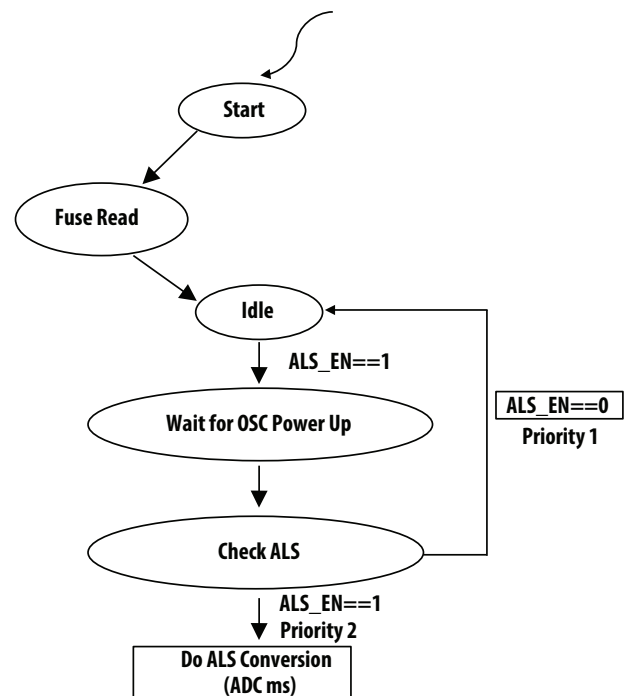 Start
Fuse Read
Idle
ALS_EN==1
Wait for OSC Power Up
ALS_EN==0
Priority 1
Check ALS
ALS_EN==1
Priority 2
Do ALS Conversion
(ADC ms)